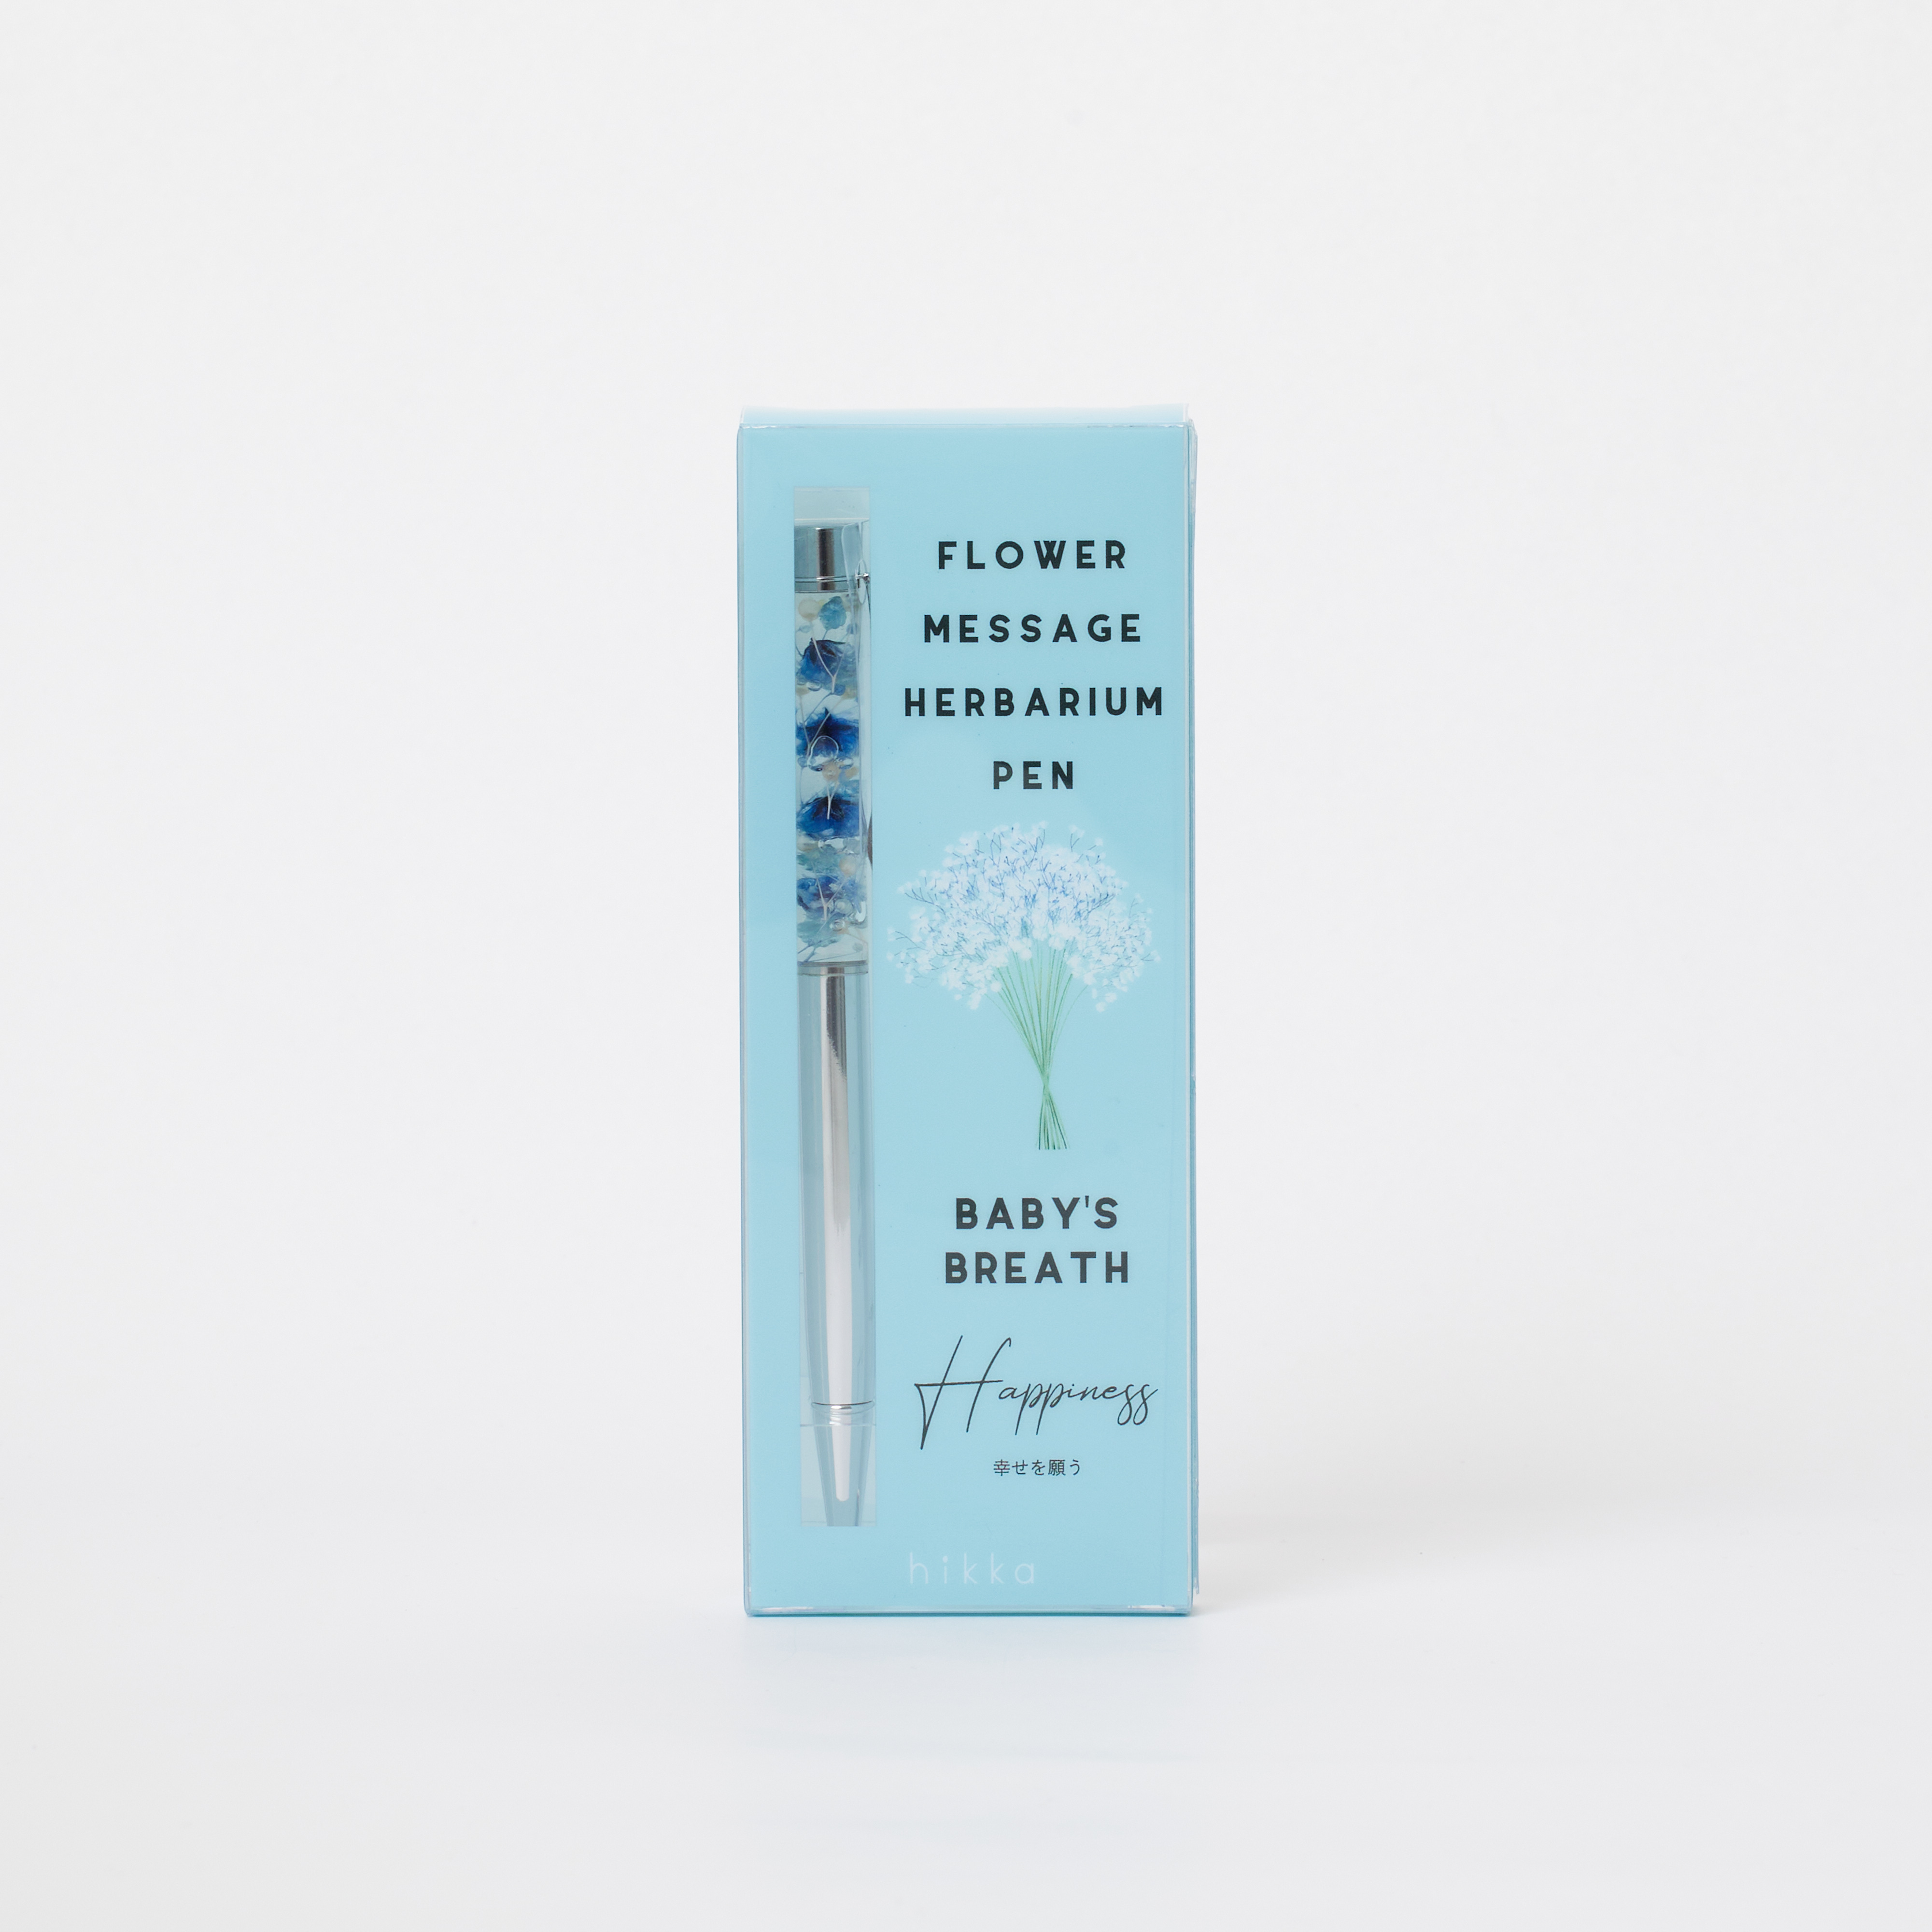 FLOWER
MESSAGE
HERBARIUM
PEN
BABY'S
BREATH
Happiness
幸せを願う
hikka